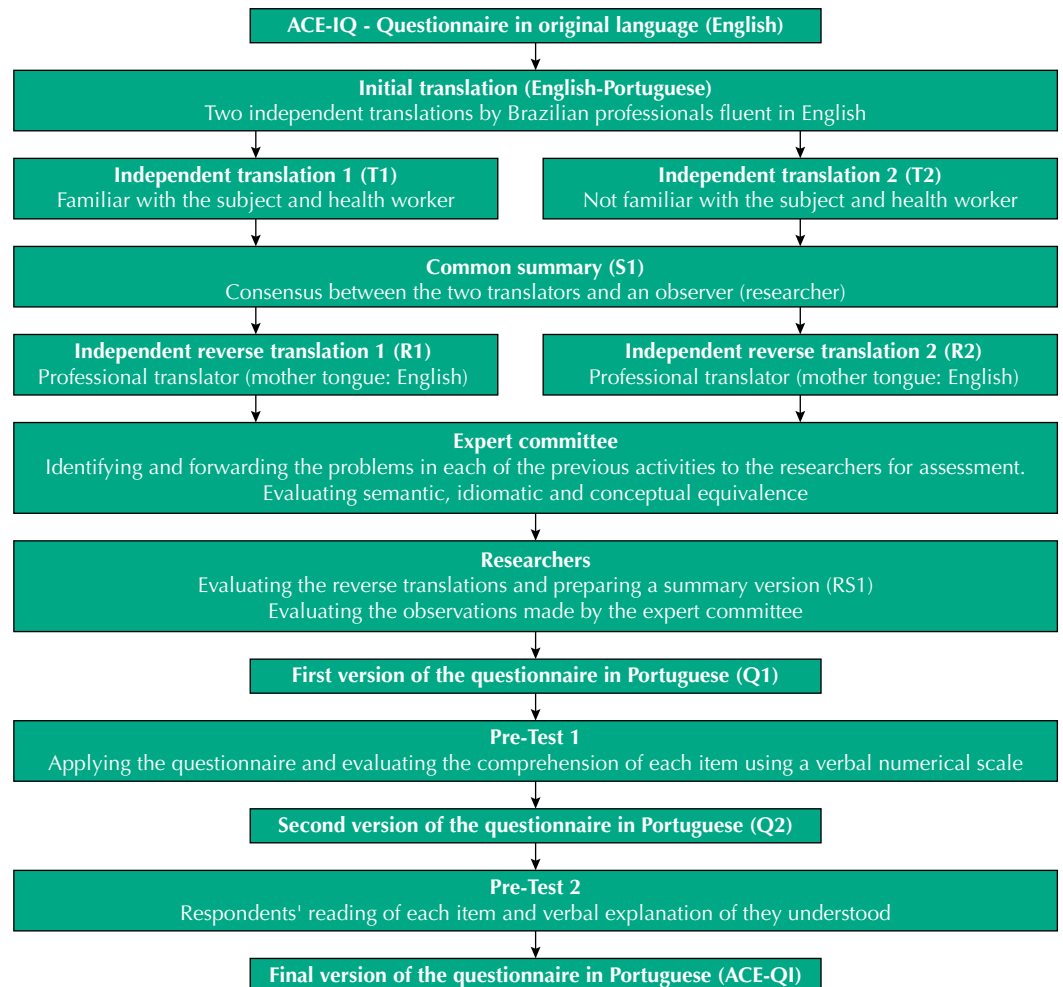 ACE-IQ - Questionnaire in original language (English)
Initial translation (English-Portuguese)
Two independent translations by Brazilian professionals fluent in English
Independent translation 1 (T1)
Familiar with the subject and health worker
Independent translation 2 (T2)
Not familiar with the subject and health worker
Common summary (S1)
Consensus between the two translators and an observer (researcher)
Independent reverse translation 1 (R1)
Professional translator (mother tongue: English)
Independent reverse translation 2 (R2)
Professional translator (mother tongue: English)
Expert committee
Identifying and forwarding the problems in each of the previous activities to the researchers for assessment.
Evaluating semantic, idiomatic and conceptual equivalence
Researchers
Evaluating the reverse translations and preparing a summary version (RS1)
Evaluating the observations made by the expert committee
First version of the questionnaire in Portuguese (Q1)
Pre-Test 1
Applying the questionnaire and evaluating the comprehension of each item using a verbal numerical scale
Second version of the questionnaire in Portuguese (Q2)
Pre-Test 2
Respondents' reading of each item and verbal explanation of they understood
Final version of the questionnaire in Portuguese (ACE-QI)